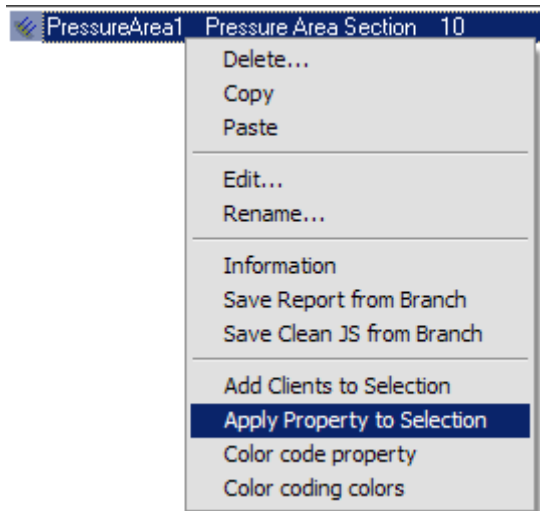 PressureArea1 Pressure Area Section 10
Delete...
Copy
Paste
Edit...
Rename...
Information
Save Report from Branch
Save Clean JS from Branch
Add Clients to Selection
Apply Property to Selection
Color code property
Color coding colors